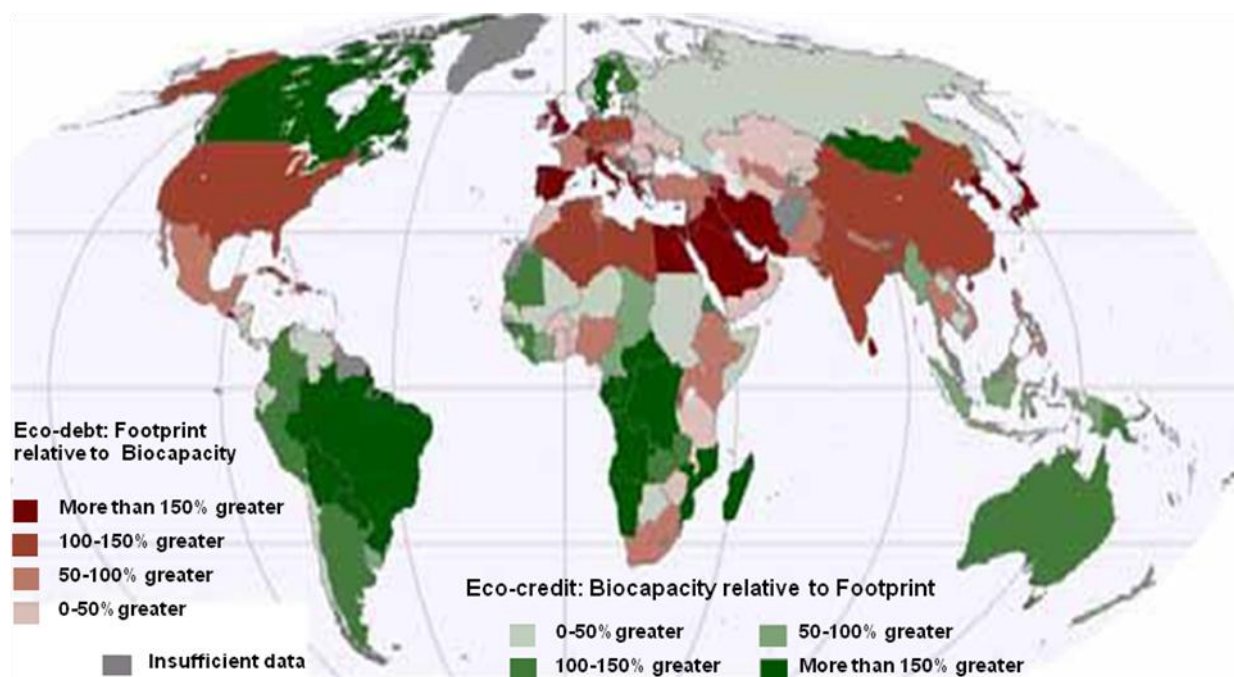 Eco-debt: Footprint
relative to Biocapacity
More than 150% greater
100-150% greater
50-100% greater
0-50% greater
Insufficient data
Eco-credit: Biocapacity relative to Footprint
0-50% greater
50-100% greater
100-150% greater
More than 150% greater